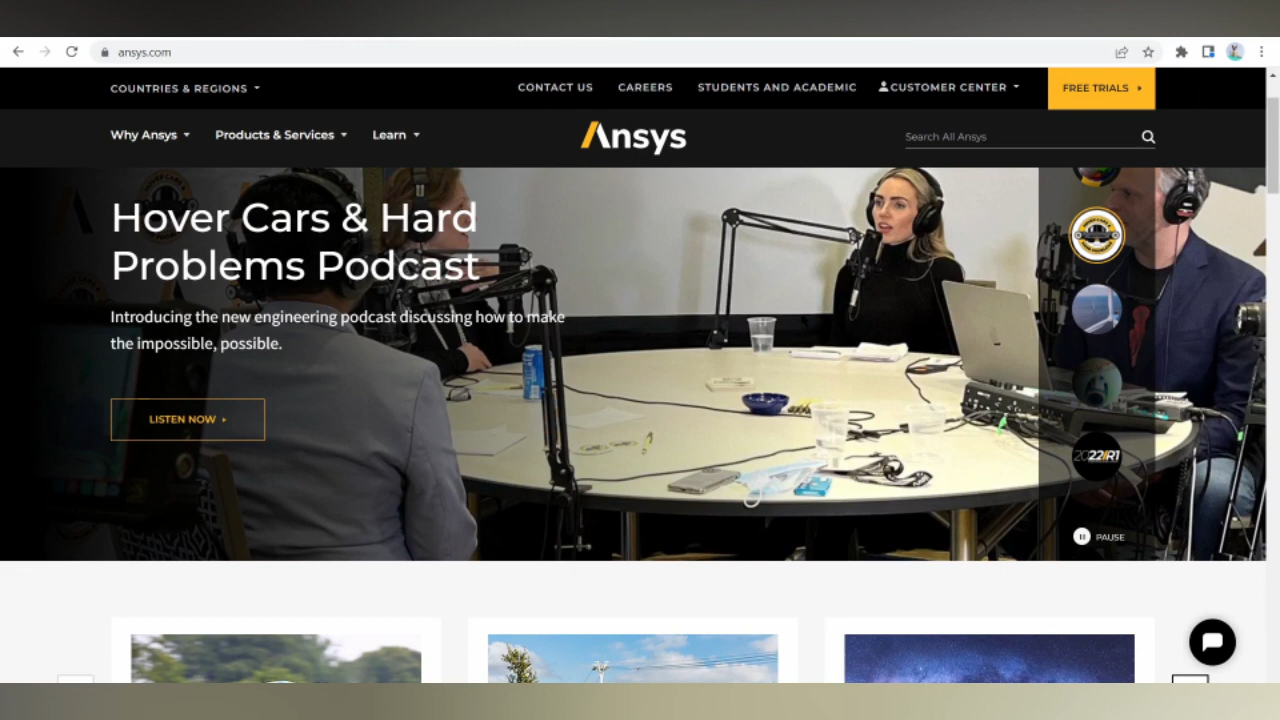 ansys.com
COUNTRIES & REGIONS
CONTACT US
CAREERS
STUDENTS AND ACADEMIC
CUSTOMER CENTER
FREE TRIALS
Why Ansys
Products & Services
Learn
Ansys
Search All Ansys
Hover Cars & Hard
Problems Podcast
Introducing the new engineering podcast discussing how to make
the impossible, possible.
LISTEN NOW
2022/R1
PAUSE